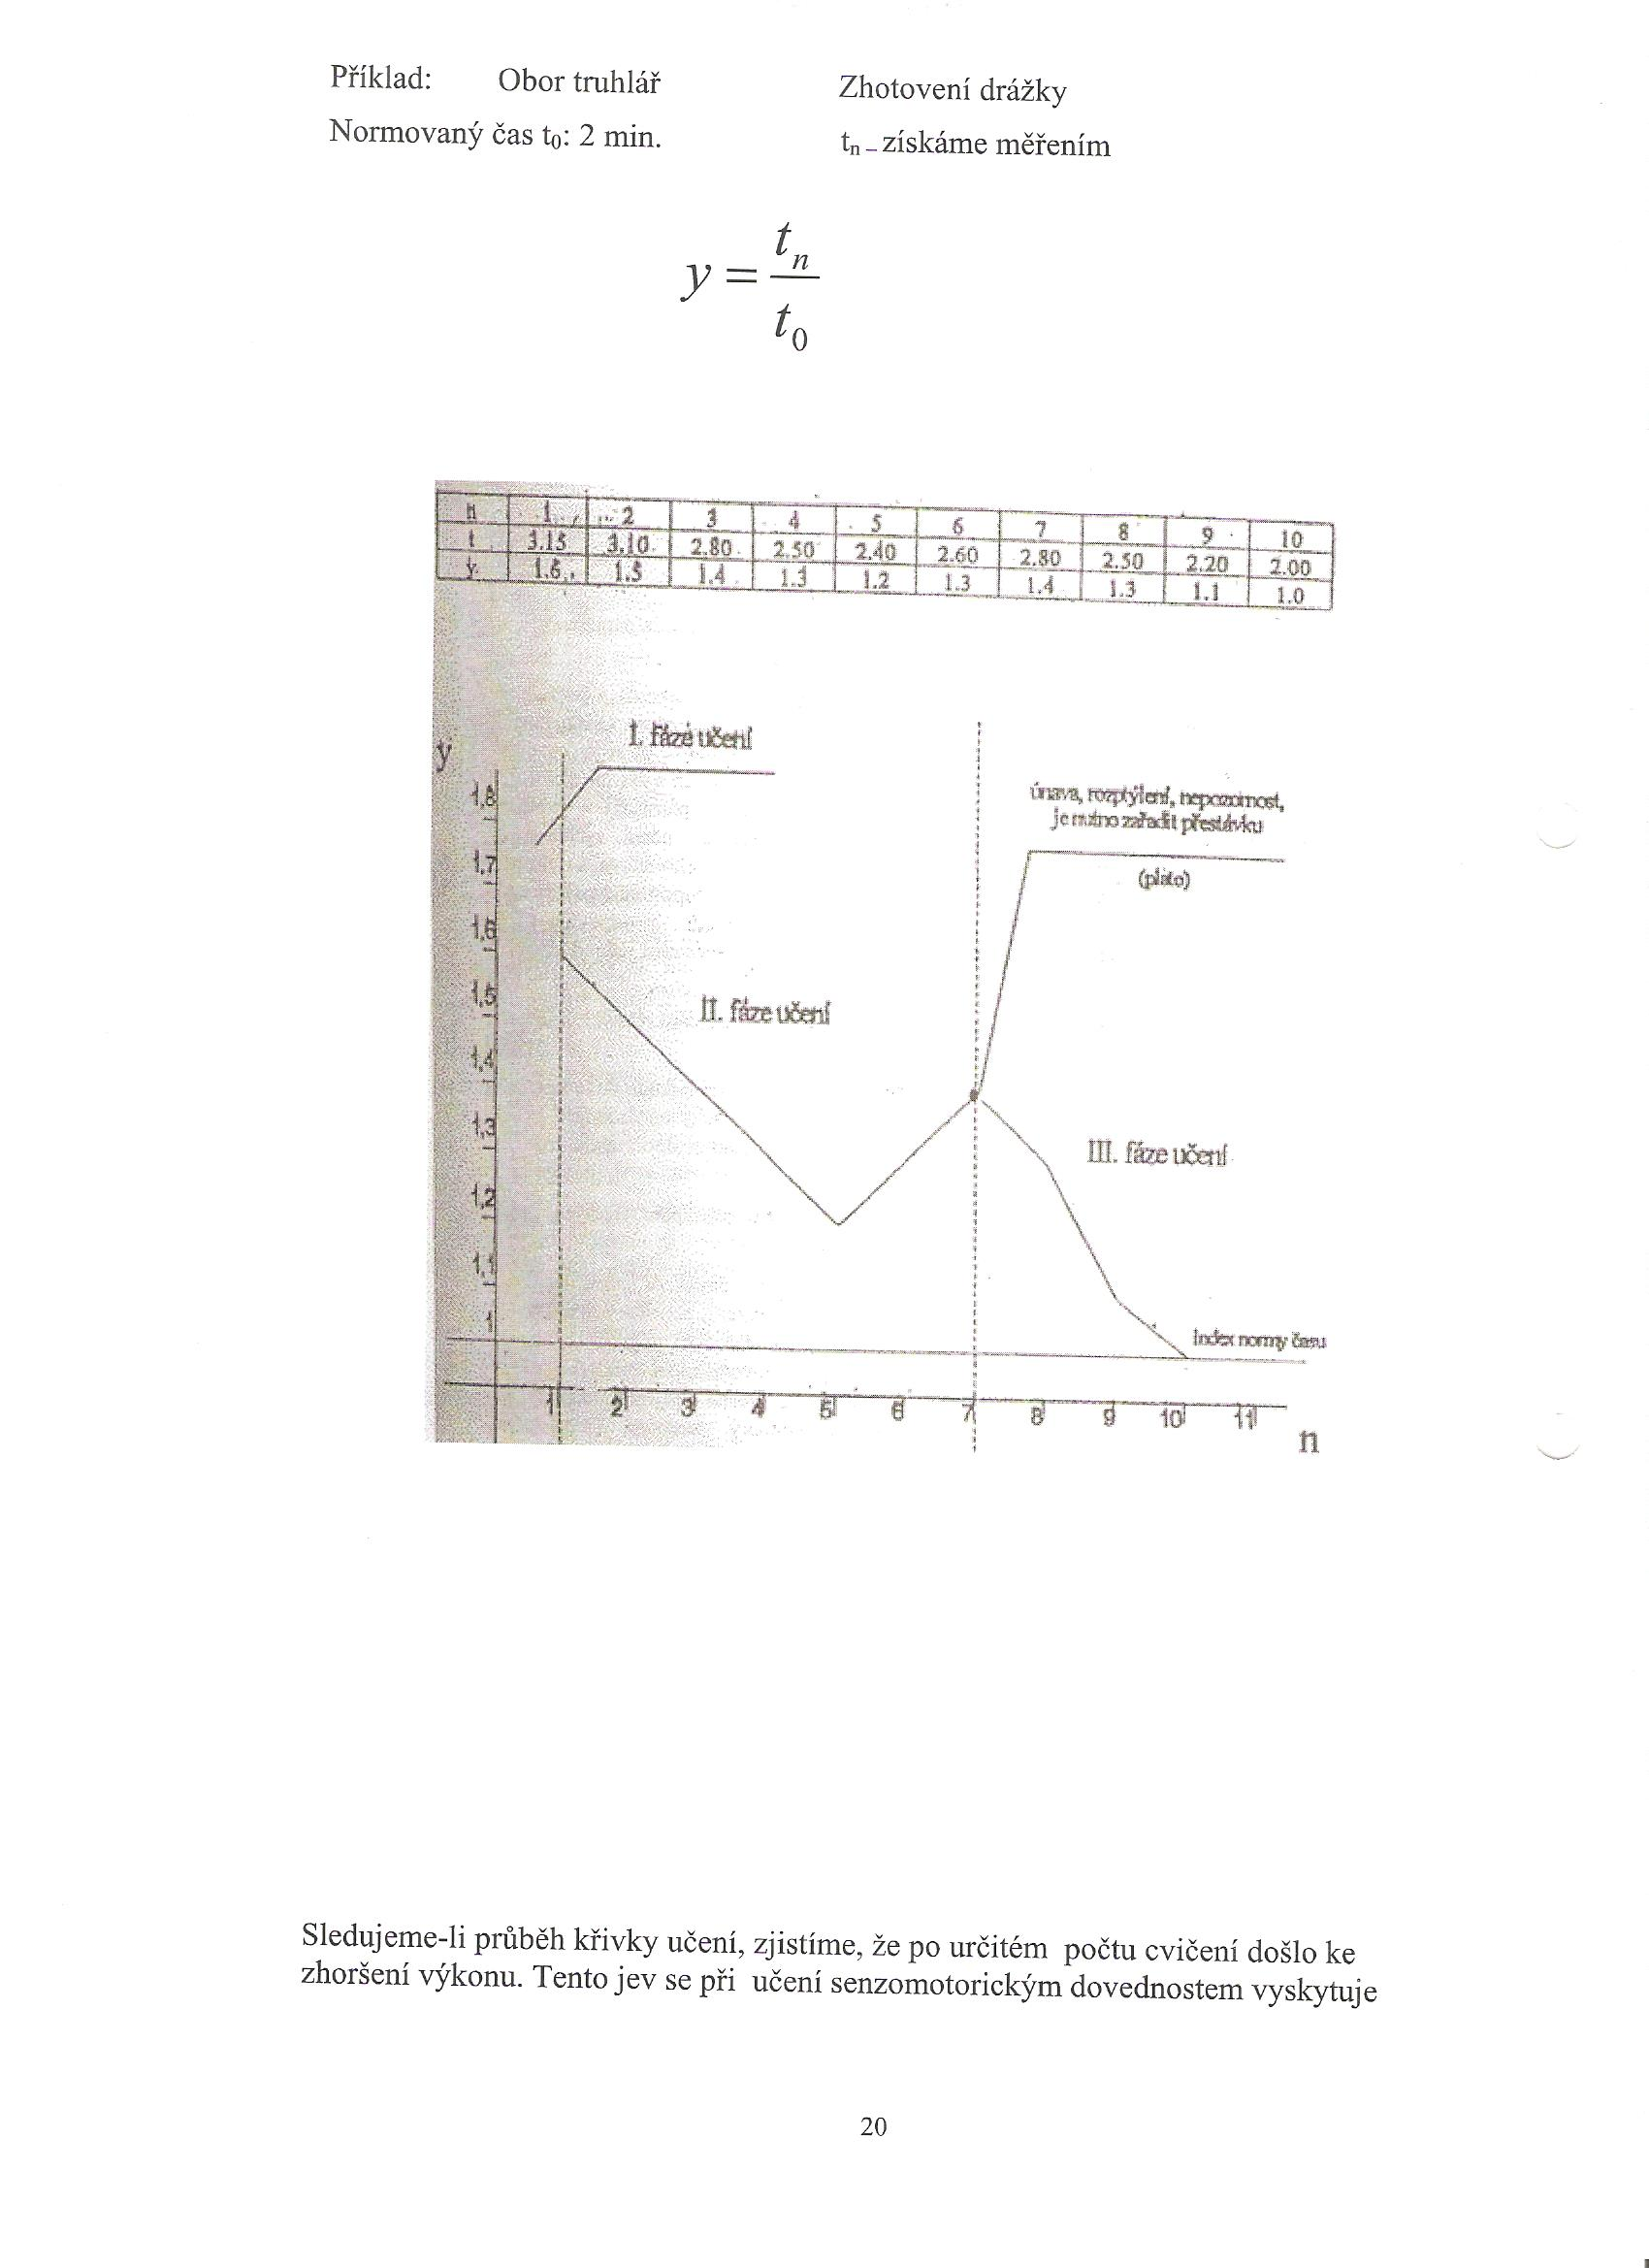 Příklad: Obor truhlář Zhotovení drážky
Normovaný čas t0: 2 min. tn – získáme měřením
y = tn / t0
n 1 2 3 4 5 6 7 8 9 10
t 3.15 3.10 2.80 2.50 2.40 2.60 2.80 2.50 2.20 2.00
y 1.6 1.5 1.4 1.3 1.2 1.3 1.4 1.3 1.1 1.0
I. fáze učení
y
únava, rozptýlení, nepozornost,
je nutno zařadit přestávku
(plato)
1,8
1,7
1,6
1,5
1,4
1,3
1,2
1,1
1
II. fáze učení
III. fáze učení
Index normy času
1 2 3 4 5 6 7 8 9 10 11
n
Sledujeme-li průběh křivky učení, zjistíme, že po určitém počtu cvičení došlo ke
zhoršení výkonu. Tento jev se při učení senzomotorickým dovednostem vyskytuje
20